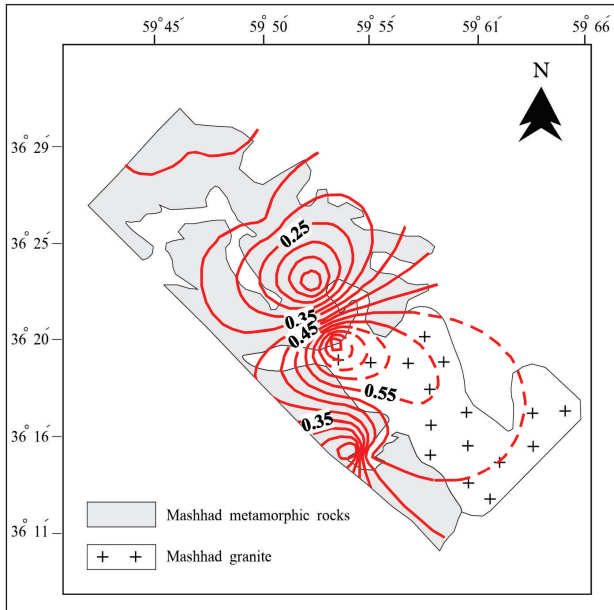 59° 45´ 59° 50´ 59° 55´ 59° 61´ 59° 66´
N
36° 29´
36° 25´
0.25
36° 20´
0.35
0.45
0.55
36° 16´
0.35
36° 11´
Mashhad metamorphic rocks
Mashhad granite